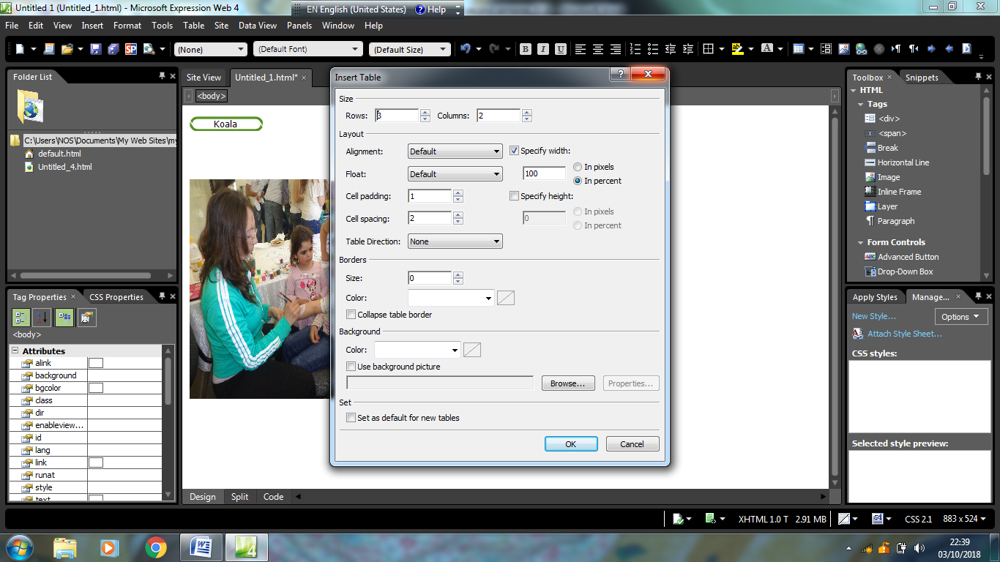 Untitled 1 (Untitled_1.html) - Microsoft Expression Web 4
EN English (United States) Help
File Edit View Insert Format Tools Table Site Data View Panels Window Help
(None) (Default Font) (Default Size)
Folder List
C:\Users\NOS\Documents\My Web Sites\my
default.html
Untitled_4.html
Site View Untitled_1.html*
<body>
Koala
Insert Table
Size
Rows: 3 Columns: 2
Layout
Alignment: Default Specify width:
In pixels
Float: Default 100
In percent
Cell padding: 1 Specify height:
In pixels
Cell spacing: 2 0
In percent
Table Direction: None
Borders
Size: 0
Color:
Collapse table border
Background
Color:
Use background picture
Browse... Properties...
Set
Set as default for new tables
OK Cancel
Toolbox Snippets
HTML
Tags
<div>
<span>
Break
Horizontal Line
Image
Inline Frame
Layer
Paragraph
Form Controls
Advanced Button
Drop-Down Box
Tag Properties CSS Properties
<body>
Attributes
alink
background
bgcolor
class
dir
enableview...
id
lang
link
runat
style
text
Apply Styles Manage...
New Style... Options
Attach Style Sheet...
CSS styles:
Selected style preview:
Design Split Code
XHTML 1.0 T 2.91 MB CSS 2.1 883 x 524
22:39
03/10/2018